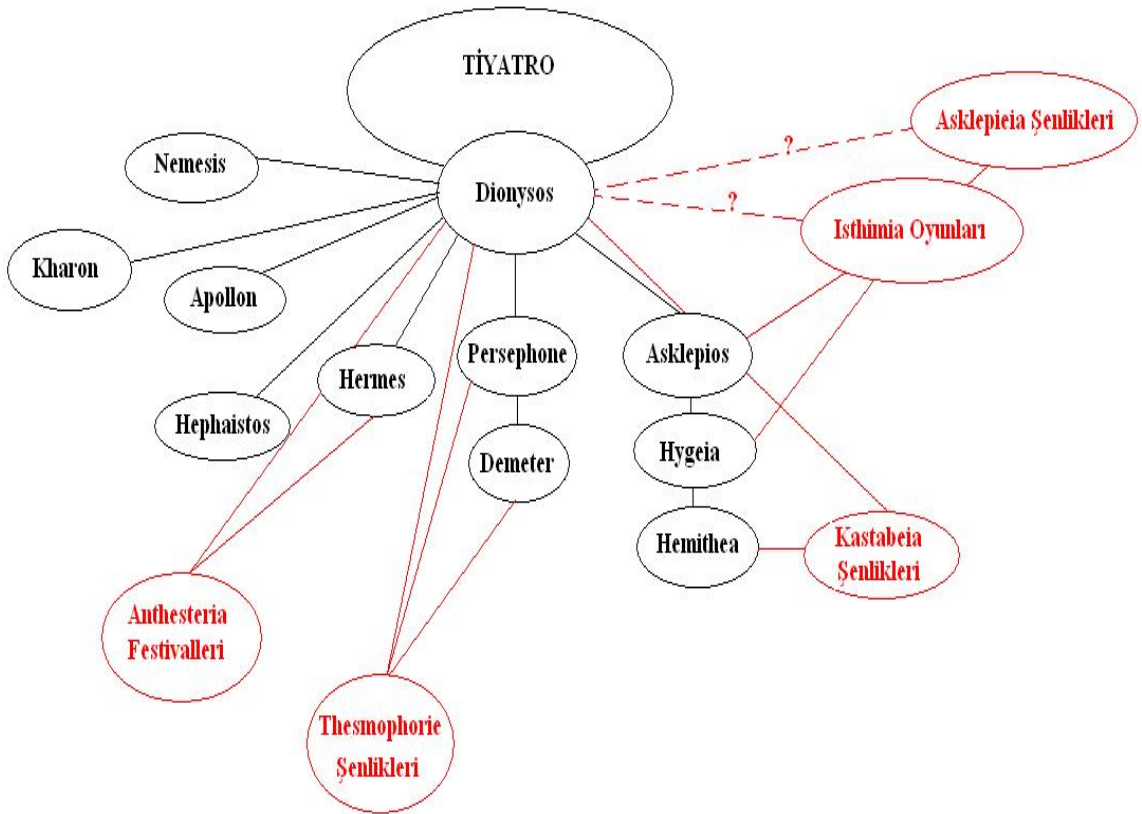 TİYATRO
Asklepieia Şenlikleri
?
Nemesis
Dionysos
?
Isthimia Oyunları
Kharon
Apollon
Persephone
Asklepios
Hermes
Hephaistos
Demeter
Hygeia
Hemithea
Kastabeia
Şenlikleri
Anthesteria
Festivalleri
Thesmophorie
Şenlikleri